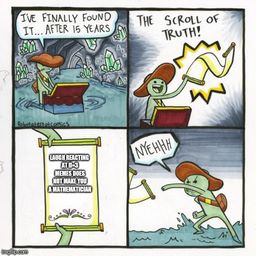 I'VE FINALLY FOUND
IT... AFTER 15 YEARS
THE SCROLL OF
TRUTH!
LAUGH REACTING
AT D=3
MEMES DOES
NOT MAKE YOU
A MATHEMATICIAN
NYEHHH
imgflip.com